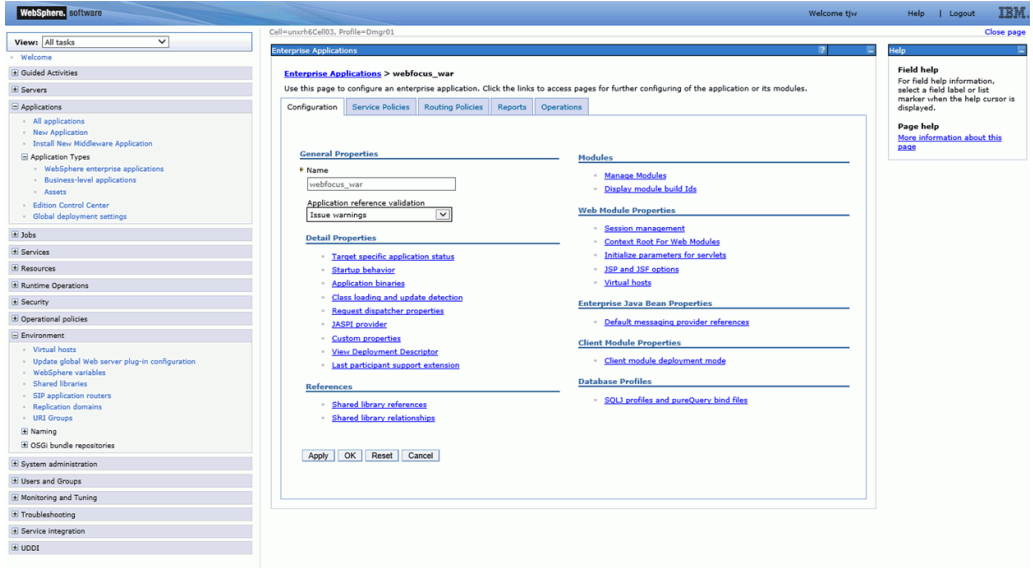 WebSphere. software
Welcome tjw
Help | Logout
IBM.
Cell=unxrh6Cell03, Profile=Dmgr01
Close page
View: All tasks
Welcome
Guided Activities
Servers
Applications
All applications
New Application
Install New Middleware Application
Application Types
WebSphere enterprise applications
Business-level applications
Assets
Edition Control Center
Global deployment settings
Jobs
Services
Resources
Runtime Operations
Security
Operational policies
Environment
Virtual hosts
Update global Web server plug-in configuration
WebSphere variables
Shared libraries
SIP application routers
Replication domains
URI Groups
Naming
OSGi bundle repositories
System administration
Users and Groups
Monitoring and Tuning
Troubleshooting
Service integration
UDDI
Enterprise Applications
?
Enterprise Applications > webfocus_war
Use this page to configure an enterprise application. Click the links to access pages for further configuring of the application or its modules.
Configuration
Service Policies
Routing Policies
Reports
Operations
General Properties
* Name
webfocus_war
Application reference validation
Issue warnings
Detail Properties
Target specific application status
Startup behavior
Application binaries
Class loading and update detection
Request dispatcher properties
JASPI provider
Custom properties
View Deployment Descriptor
Last participant support extension
References
Shared library references
Shared library relationships
Modules
Manage Modules
Display module build Ids
Web Module Properties
Session management
Context Root For Web Modules
Initialize parameters for servlets
JSP and JSF options
Virtual hosts
Enterprise Java Bean Properties
Default messaging provider references
Client Module Properties
Client module deployment mode
Database Profiles
SQLJ profiles and pureQuery bind files
Apply
OK
Reset
Cancel
Help
Field help
For field help information,
select a field label or list
marker when the help cursor is
displayed.
Page help
More information about this
page